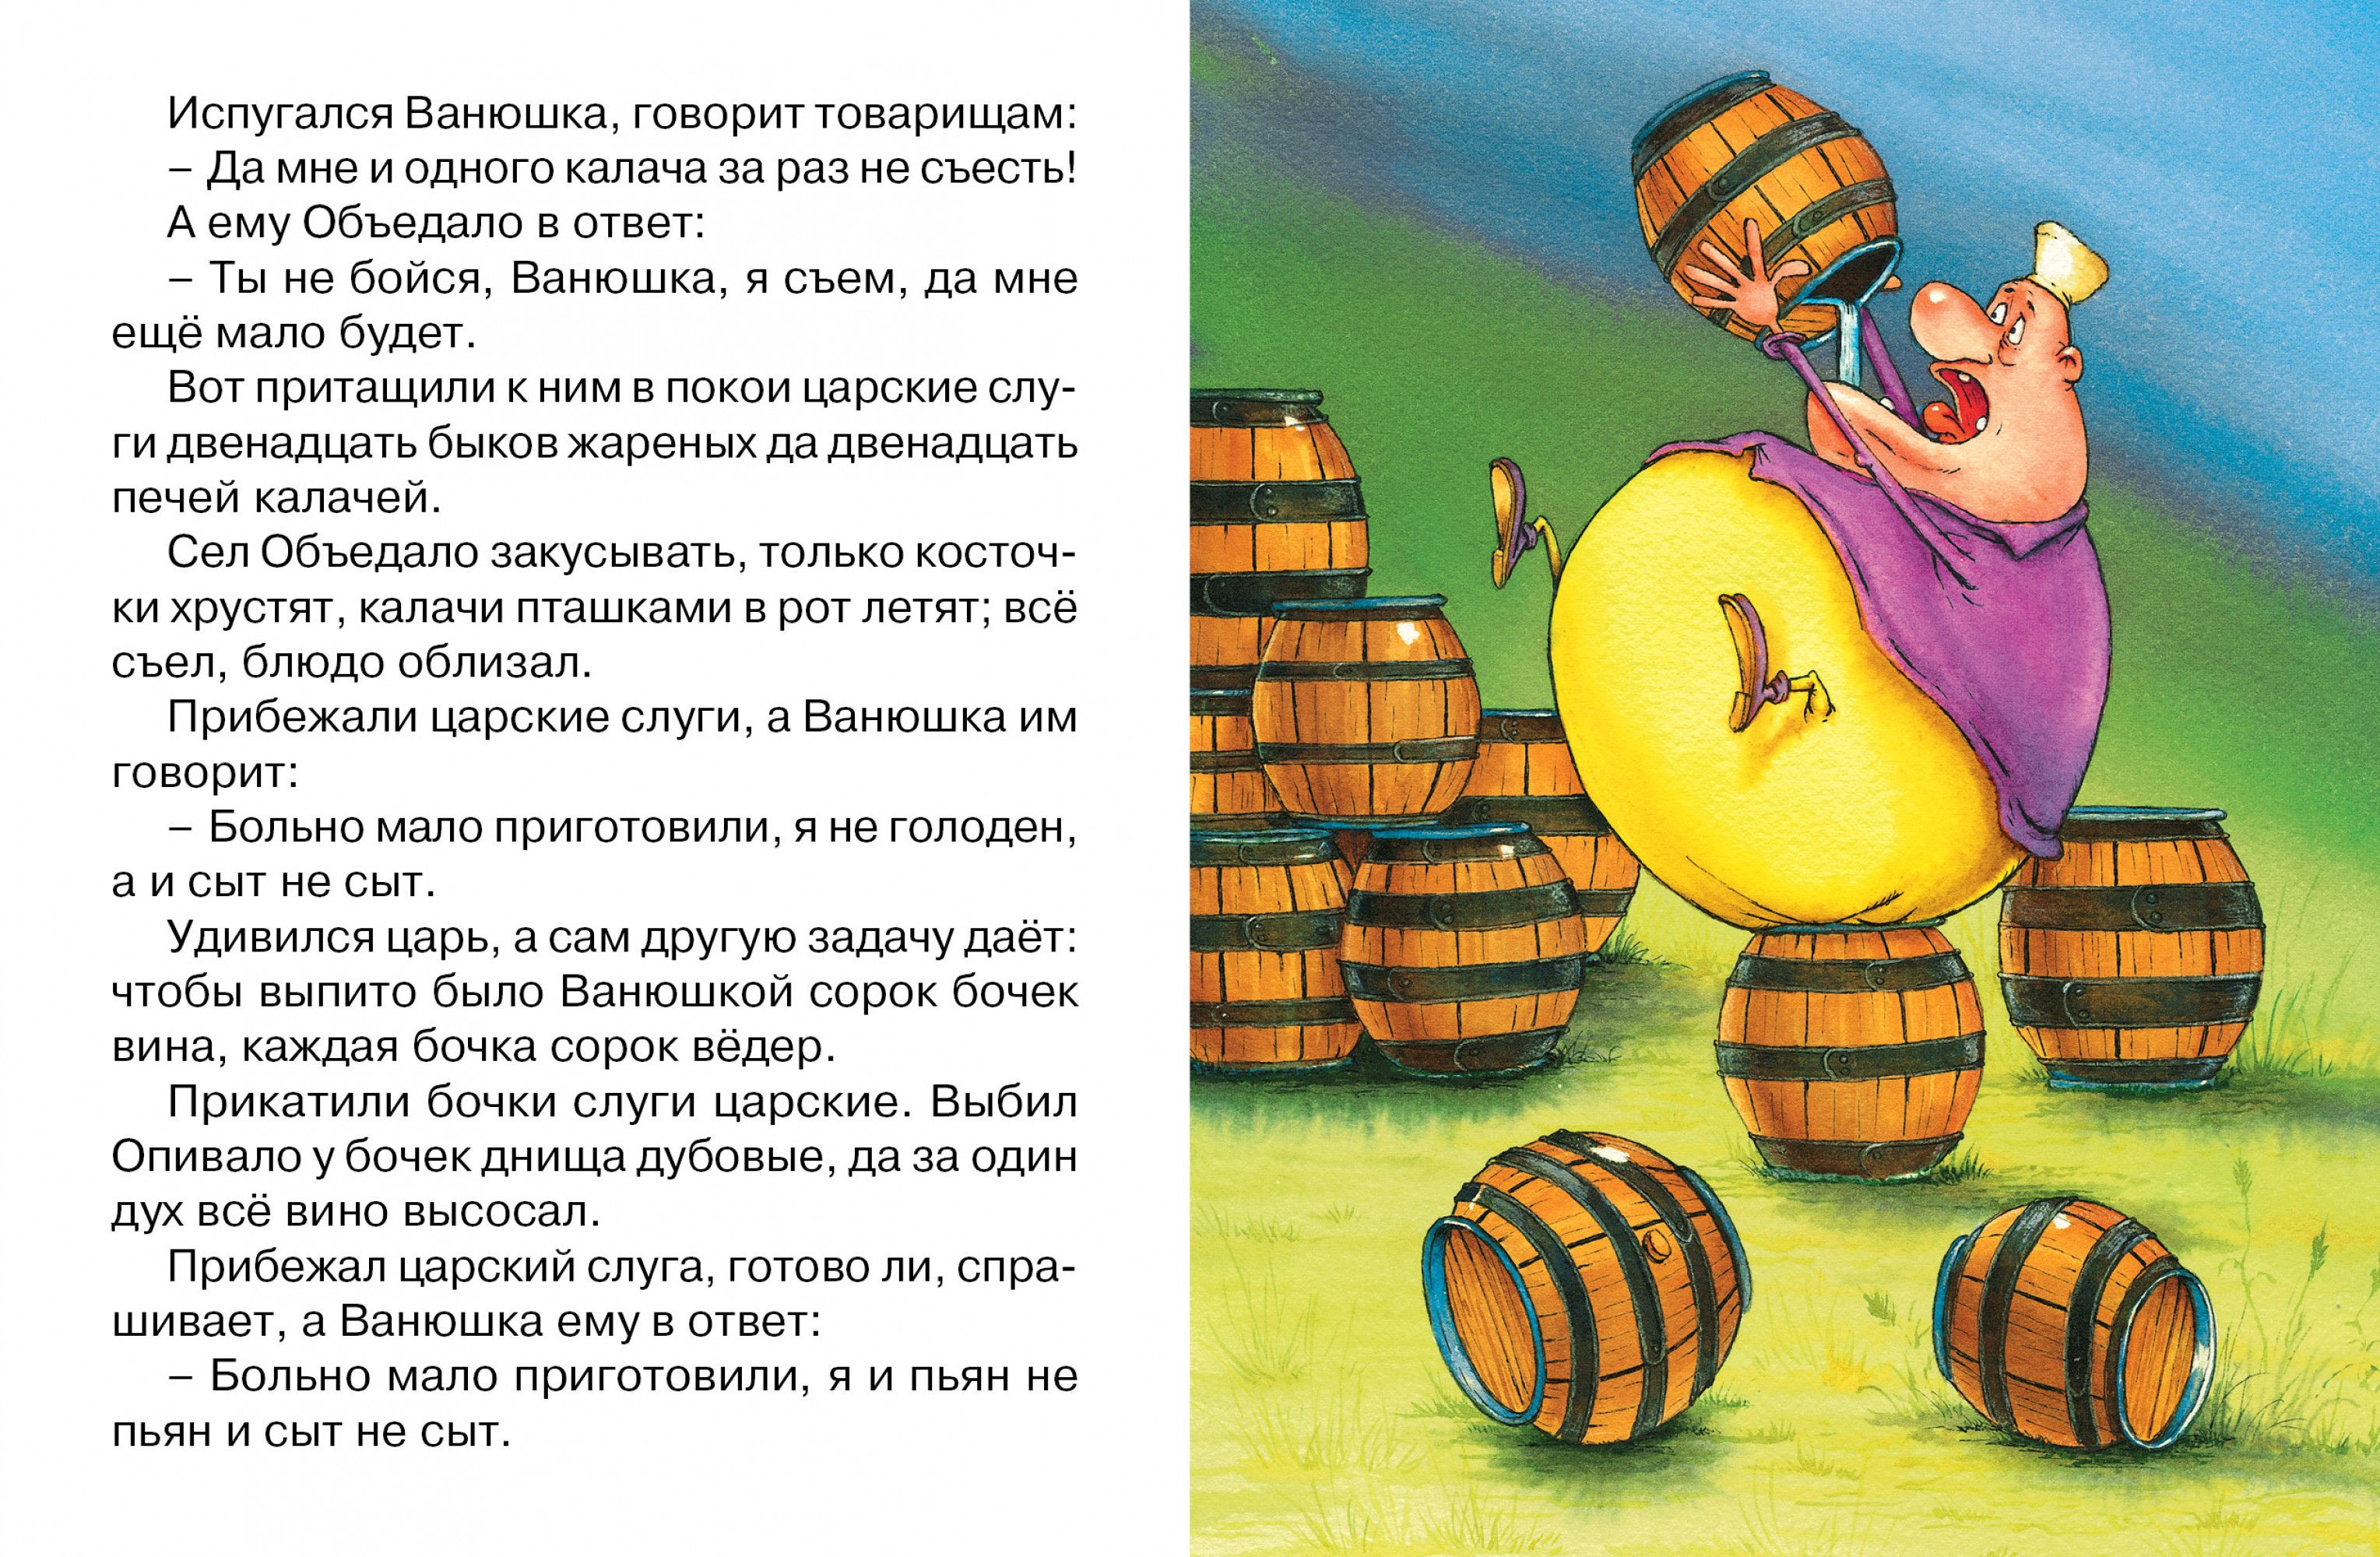 Испугался Ванюшка, говорит товарищам:
– Да мне и одного калача за раз не съесть!
А ему Объедало в ответ:
– Ты не бойся, Ванюшка, я съем, да мне
ещё мало будет.
Вот притащили к ним в покои царские слу-
ги двенадцать быков жареных да двенадцать
печей калачей.
Сел Объедало закусывать, только косточ-
ки хрустят, калачи пташками в рот летят; всё
съел, блюдо облизал.
Прибежали царские слуги, а Ванюшка им
говорит:
– Больно мало приготовили, я не голоден,
а и сыт не сыт.
Удивился царь, а сам другую задачу даёт:
чтобы выпито было Ванюшкой сорок бочек
вина, каждая бочка сорок вёдер.
Прикатили бочки слуги царские. Выбил
Опивало у бочек днища дубовые, да за один
дух всё вино высосал.
Прибежал царский слуга, готово ли, спра-
шивает, а Ванюшка ему в ответ:
– Больно мало приготовили, я и пьян не
пьян и сыт не сыт.